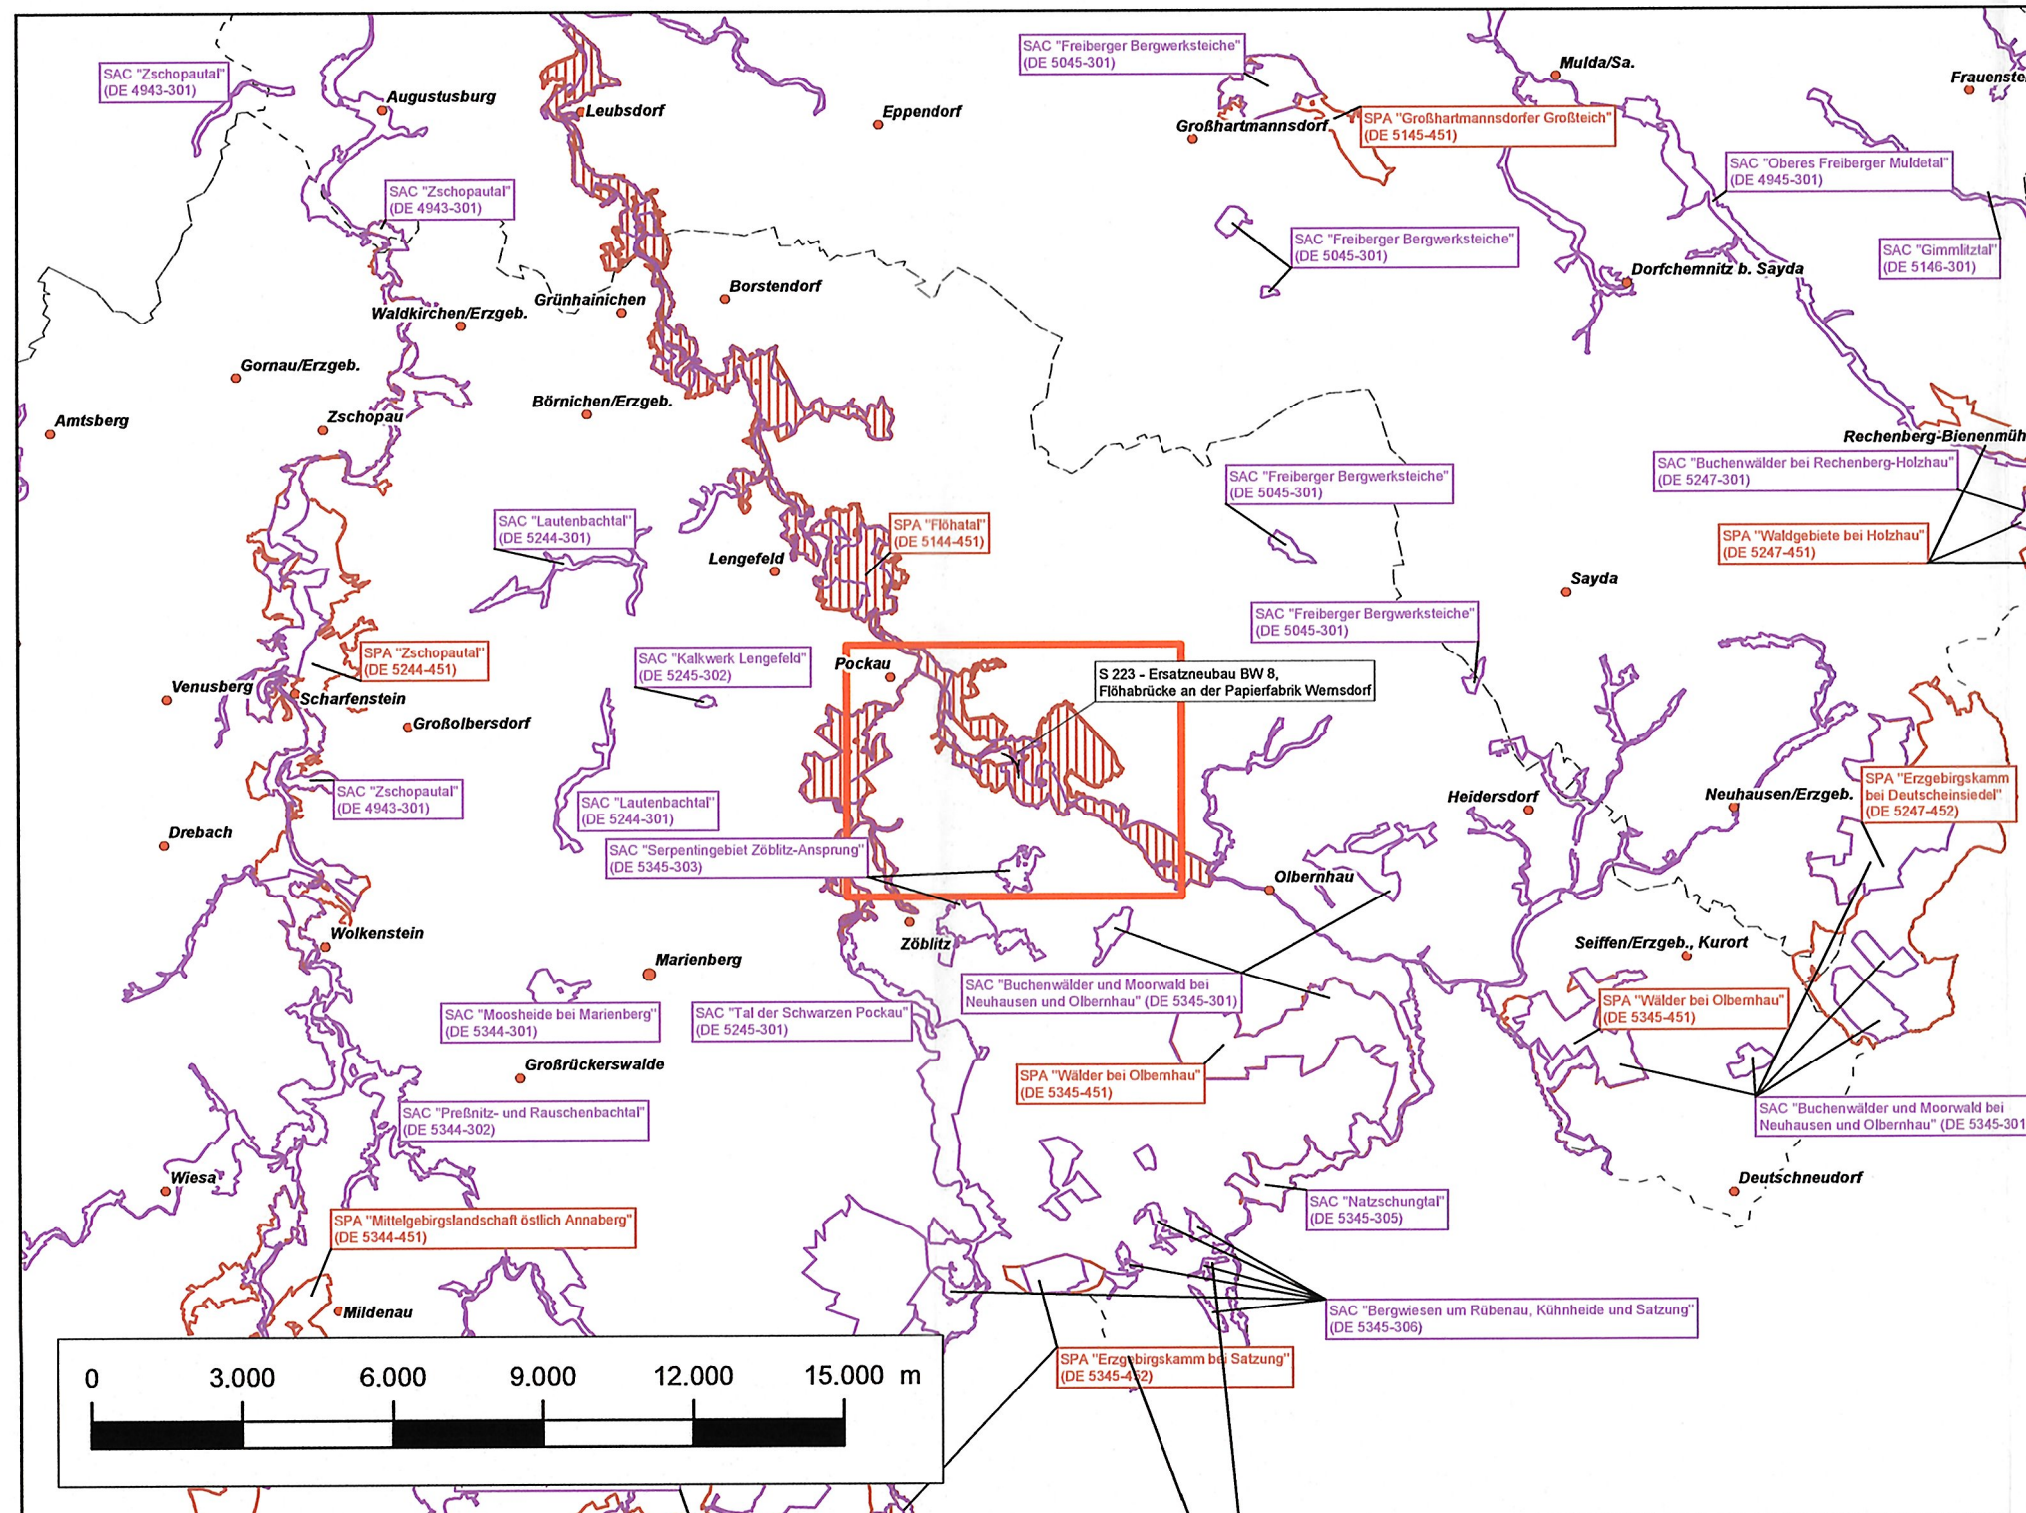 SAC "Freiberger Bergwerksteiche"
(DE 5045-301)
Mulda/Sa.
SAC "Zschopautal"
(DE 4943-301)
Augustusburg
Leubsdorf
Eppendorf
Großhartmannsdorf
SPA "Großhartmannsdorfer Großteich"
(DE 5145-451)
SAC "Oberes Freiberger Muldetal"
(DE 4945-301)
SAC "Zschopautal"
(DE 4943-301)
SAC "Freiberger Bergwerksteiche"
(DE 5045-301)
SAC "Gimmlitztal"
(DE 5146-301)
Dorfchemnitz b. Sayda
Borstendorf
Grünhainichen
Waldkirchen/Erzgeb.
Gornau/Erzgeb.
Börnichen/Erzgeb.
Zschopau
Amtsberg
Rechenberg-Bienenmüh
SAC "Buchenwälder bei Rechenberg-Holzhau"
(DE 5247-301)
SAC "Freiberger Bergwerksteiche"
(DE 5045-301)
SAC "Lautenbachtal"
(DE 5244-301)
SPA "Flöhatal"
(DE 5144-451)
SPA "Waldgebiete bei Holzhau"
(DE 5247-451)
Lengefeld
Sayda
SAC "Freiberger Bergwerksteiche"
(DE 5045-301)
SPA "Zschopautal"
(DE 5244-451)
SAC "Kalkwerk Lengefeld"
(DE 5245-302)
Pockau
S 223 - Ersatzneubau BW 8,
Flöhabrücke an der Papierfabrik Wernsdorf
Venusberg
Scharfenstein
Großolbersdorf
SAC "Zschopautal"
(DE 4943-301)
SAC "Lautenbachtal"
(DE 5244-301)
Heidersdorf
Neuhausen/Erzgeb.
SPA "Erzgebirgskamm
bei Deutscheinsiedel"
(DE 5247-452)
Drebach
SAC "Serpentingebiet Zöblitz-Ansprung"
(DE 5345-303)
Olbernhau
Wolkenstein
Zöblitz
Seiffen/Erzgeb., Kurort
Marienberg
SAC "Buchenwälder und Moorwald bei
Neuhausen und Olbernhau" (DE 5345-301)
SAC "Moosheide bei Marienberg"
(DE 5344-301)
SAC "Tal der Schwarzen Pockau"
(DE 5245-301)
SPA "Wälder bei Olbernhau"
(DE 5345-451)
Großrückerswalde
SPA "Wälder bei Olbernhau"
(DE 5345-451)
SAC "Preßnitz- und Rauschenbachtal"
(DE 5344-302)
SAC "Buchenwälder und Moorwald bei
Neuhausen und Olbernhau" (DE 5345-301
Wiesa
Deutschneudorf
SAC "Natzschungtal"
(DE 5345-305)
SPA "Mittelgebirgslandschaft östlich Annaberg"
(DE 5344-451)
Mildenau
SAC "Bergwiesen um Rübenau, Kühnheide und Satzung"
(DE 5345-306)
SPA "Erzgebirgskamm bei Satzung"
(DE 5345-452)
0 3.000 6.000 9.000 12.000 15.000 m